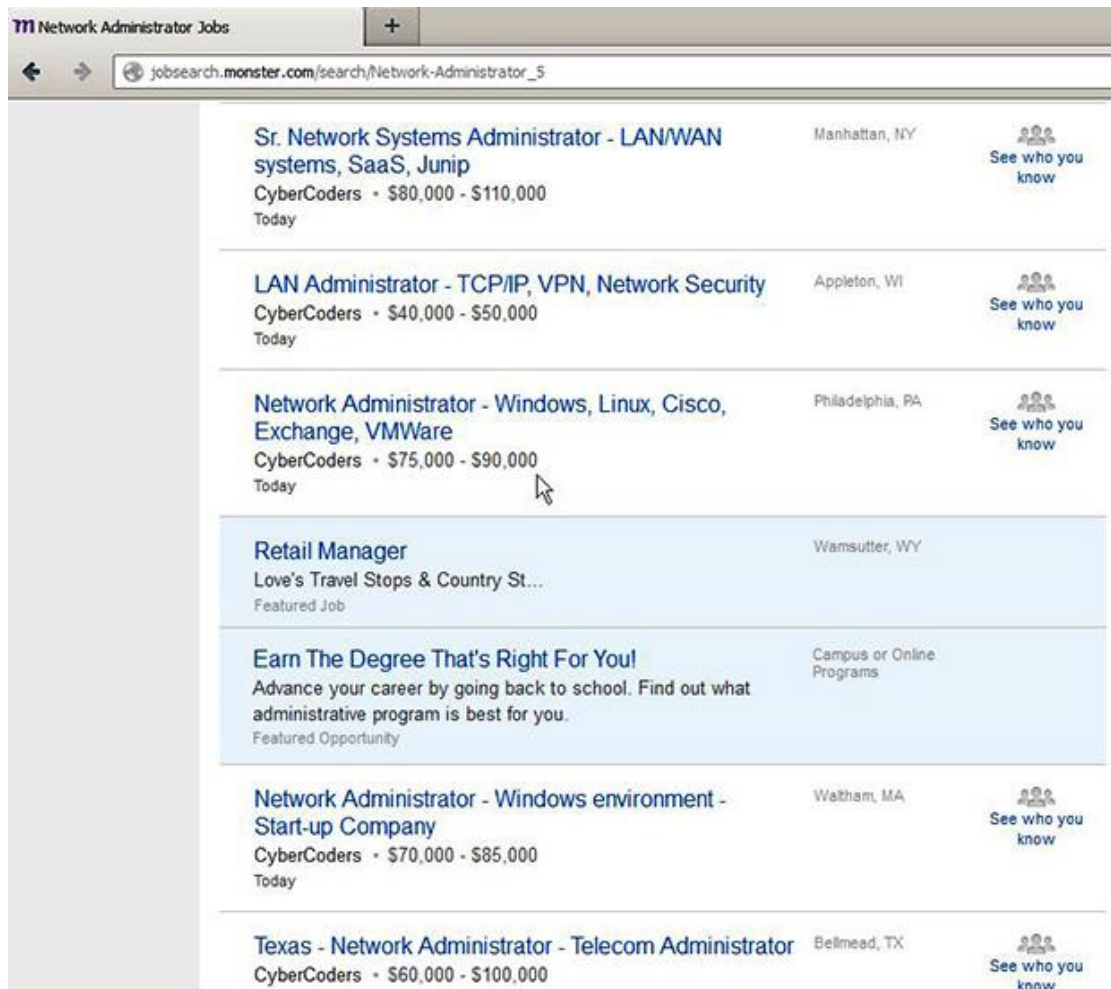 m Network Administrator Jobs
+
jobsearch.monster.com/search/Network-Administrator_5
Sr. Network Systems Administrator - LAN/WAN
systems, SaaS, Junip
CyberCoders • $80,000 - $110,000
Today
Manhattan, NY
See who you
know
LAN Administrator - TCP/IP, VPN, Network Security
CyberCoders • $40,000 - $50,000
Today
Appleton, WI
See who you
know
Network Administrator - Windows, Linux, Cisco,
Exchange, VMWare
CyberCoders • $75,000 - $90,000
Today
Philadelphia, PA
See who you
know
Retail Manager
Love's Travel Stops & Country St...
Featured Job
Wamsutter, WY
Earn The Degree That's Right For You!
Advance your career by going back to school. Find out what
administrative program is best for you.
Featured Opportunity
Campus or Online
Programs
Network Administrator - Windows environment -
Start-up Company
CyberCoders • $70,000 - $85,000
Today
Waltham, MA
See who you
know
Texas - Network Administrator - Telecom Administrator
CyberCoders • $60,000 - $100,000
Bellmead, TX
See who you
know